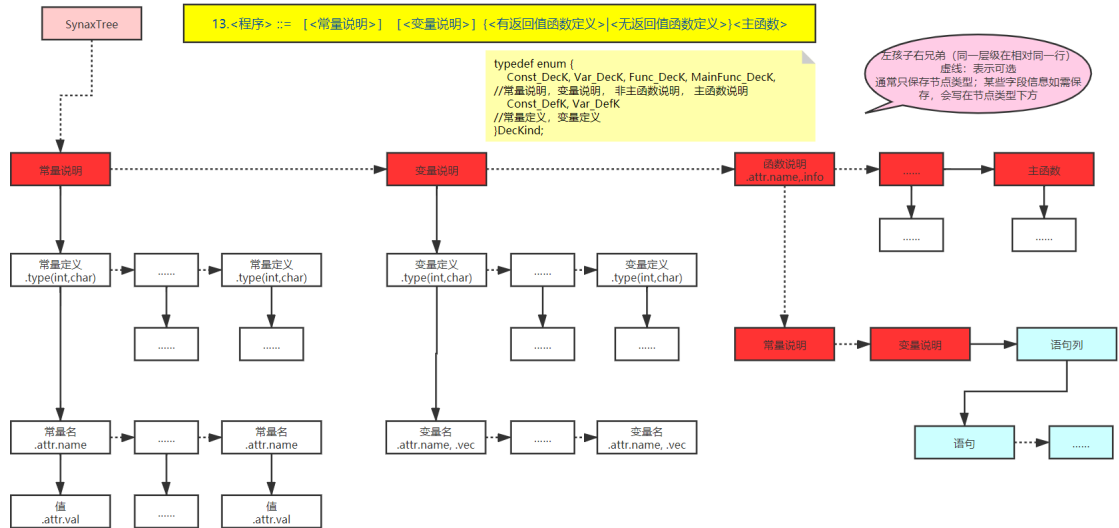 SynaxTree
13.<程序> ::= ［<常量说明>］［<变量说明>］{<有返回值函数定义>|<无返回值函数定义>}<主函数>
typedef enum {
Const_DecK, Var_DecK, Func_DecK, MainFunc_DecK,
//常量说明，变量说明， 非主函数说明， 主函数说明
Const_DefK, Var_DefK
//常量定义，变量定义
}DecKind;
左孩子右兄弟（同一层级在相对同一行）
虚线：表示可选
通常只保存节点类型；某些字段信息如需保
存，会写在节点类型下方
常量说明
变量说明
函数说明
.attr.name,.info
......
主函数
......
......
常量定义
.type(int,char)
......
常量定义
.type(int,char)
变量定义
.type(int,char)
......
变量定义
.type(int,char)
......
......
......
......
常量说明
变量说明
语句列
常量名
.attr.name
......
常量名
.attr.name
变量名
.attr.name, .vec
......
变量名
.attr.name, .vec
语句
......
值
.attr.val
......
值
.attr.val